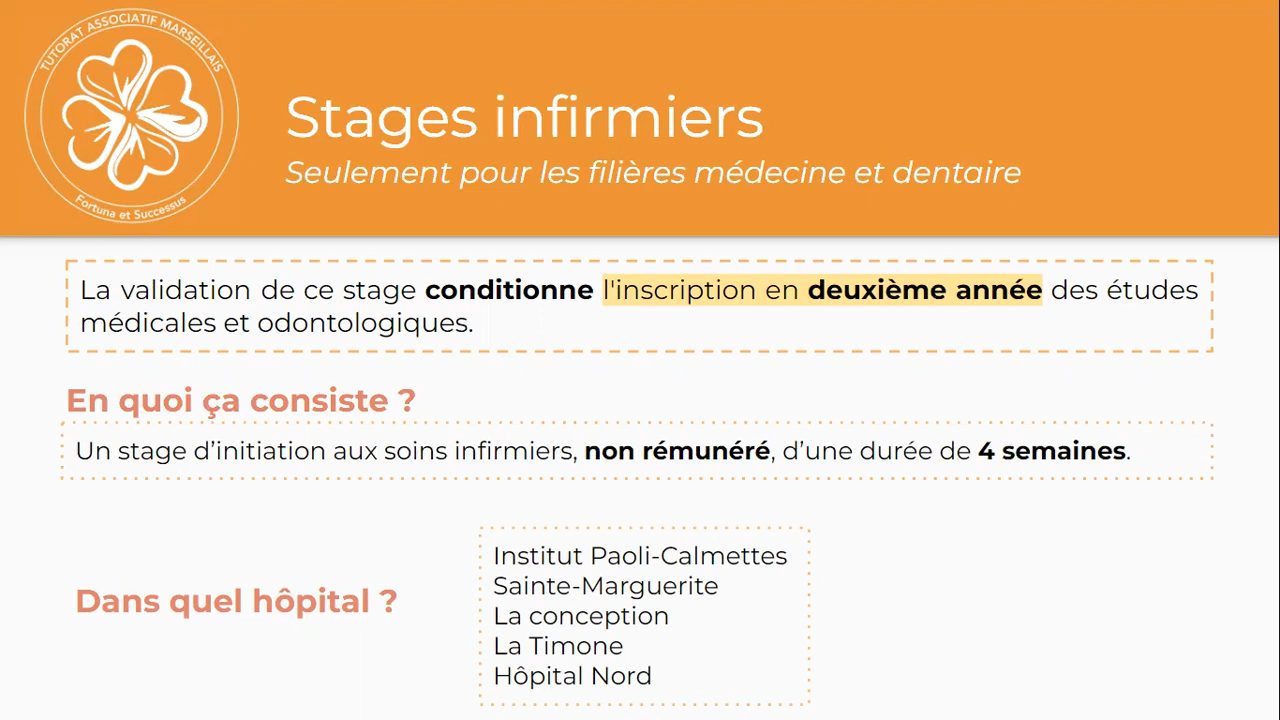 TUTORAT ASSOCIATIF MARSEILLAIS
Fortuna et Successus
Stages infirmiers
Seulement pour les filières médecine et dentaire
La validation de ce stage conditionne l'inscription en deuxième année des études
médicales et odontologiques.
En quoi ça consiste ?
Un stage d’initiation aux soins infirmiers, non rémunéré, d’une durée de 4 semaines.
Dans quel hôpital ?
Institut Paoli-Calmettes
Sainte-Marguerite
La conception
La Timone
Hôpital Nord